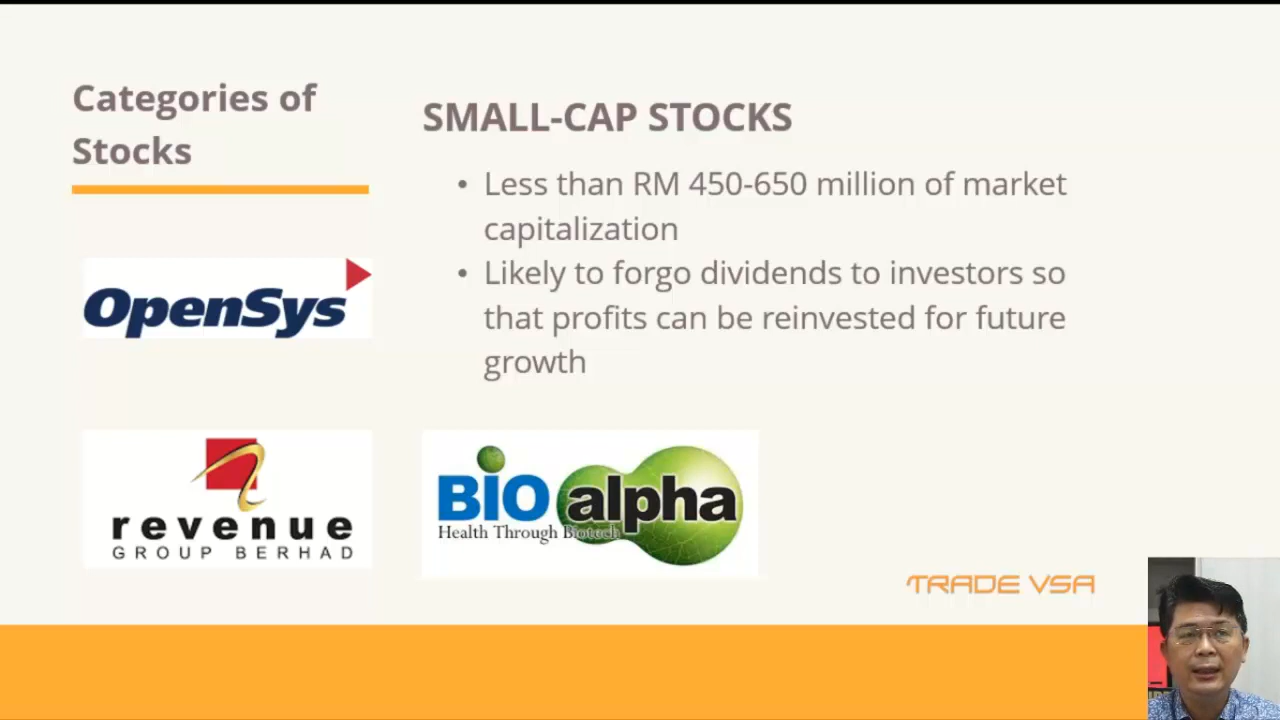 Categories of
Stocks
SMALL-CAP STOCKS
• Less than RM 450-650 million of market
capitalization
• Likely to forgo dividends to investors so
that profits can be reinvested for future
growth
OpenSys
revenue
GROUP BERHAD
BiO alpha
Health Through Biotech
TRADE VSA